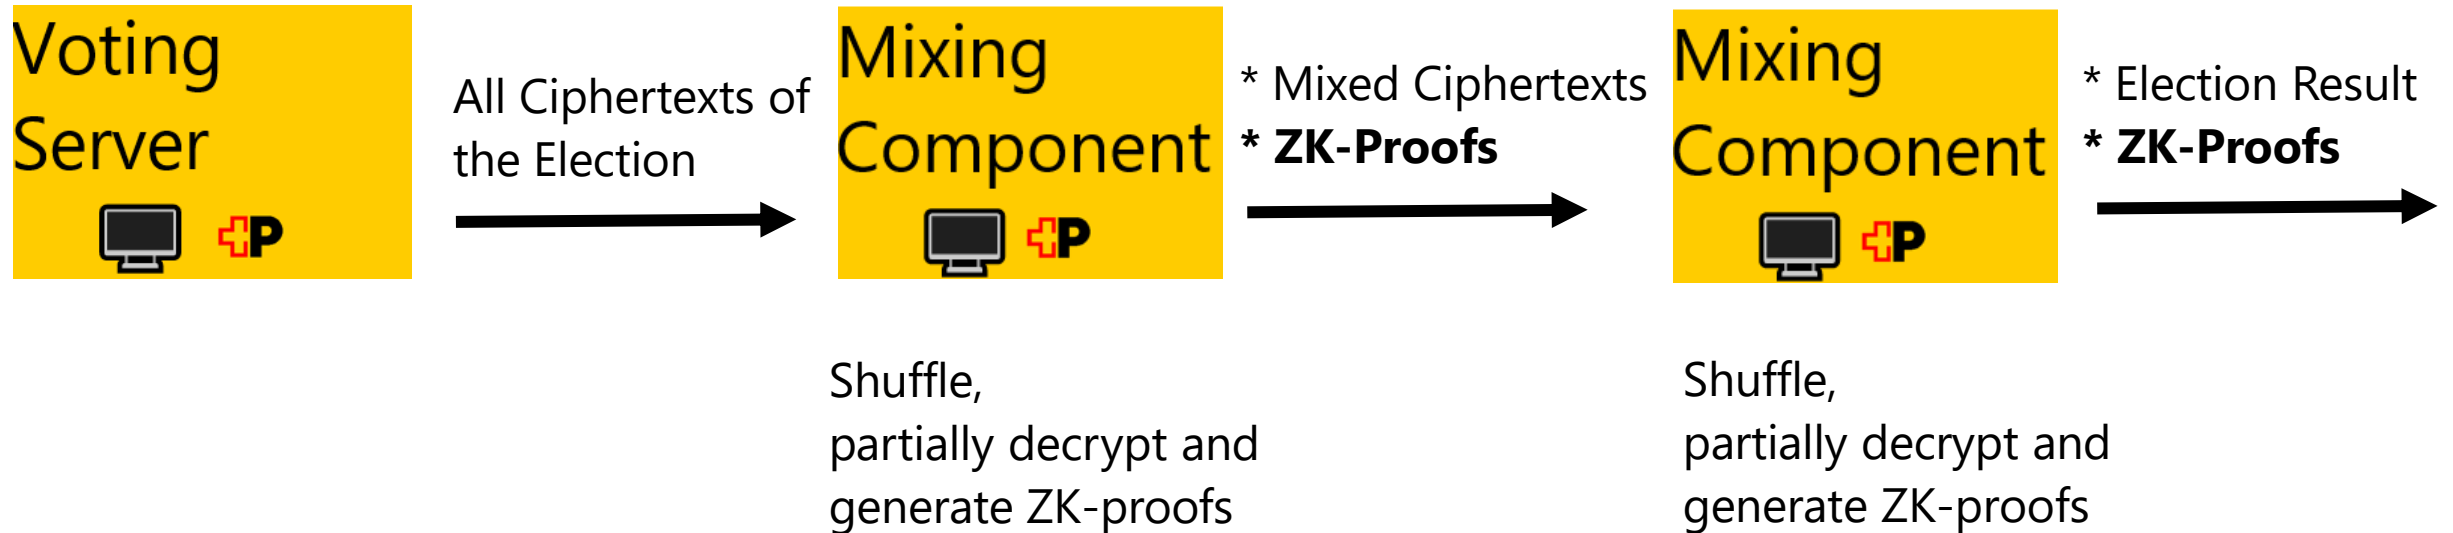 Voting
Server
P
All Ciphertexts of
the Election
Mixing
Component
P
* Mixed Ciphertexts
* ZK-Proofs
Mixing
Component
P
* Election Result
* ZK-Proofs
Shuffle,
partially decrypt and
generate ZK-proofs
Shuffle,
partially decrypt and
generate ZK-proofs